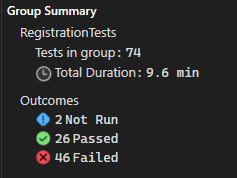 Group Summary
RegistrationTests
Tests in group: 74
Total Duration: 9.6 min
Outcomes
2 Not Run
26 Passed
46 Failed